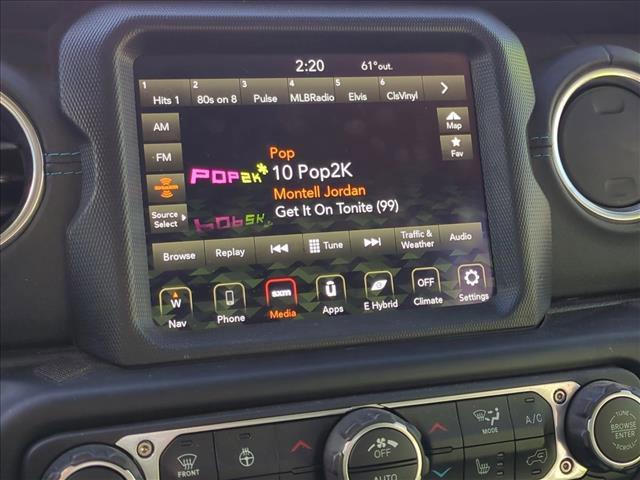 2:20 61°out.
1 2 3 4 5 6
Hits 1 80s on 8 Pulse MLBRadio Elvis ClsVinyl
AM
Map
FM
Fav
Pop
POP2K
10 Pop2K
Montell Jordan
Get It On Tonite (99)
Source
Select
Browse Replay Tune Traffic &
Weather Audio
W
sxm
ū
OFF
Nav Phone Media Apps E Hybrid Climate Settings
FRONT
OFF
AUTO
MODE
A/C
TUNE
BROWSE
ENTER
SCROLL